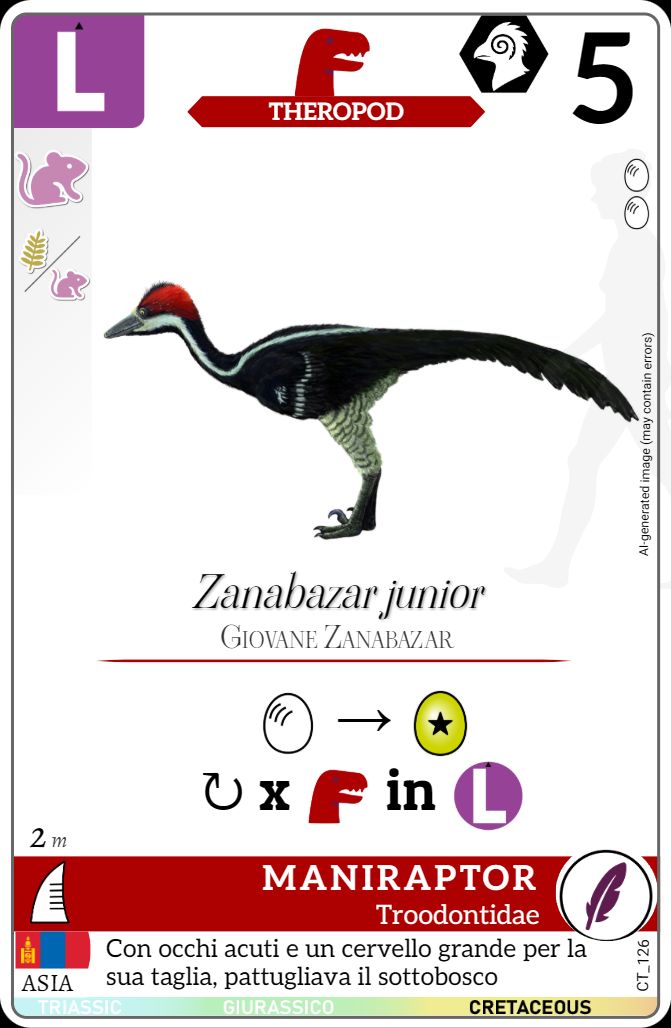 L
THEROPOD
5
AI-generated image (may contain errors)
Zanabazar junior
GIOVANE ZANABAZAR
→ ★
↻ x in L
2 m
MANIRAPTOR
Troodontidae
ASIA
Con occhi acuti e un cervello grande per la
sua taglia, pattugliava il sottobosco
CT_126
TRIASSIC GIURASSICO CRETACEOUS